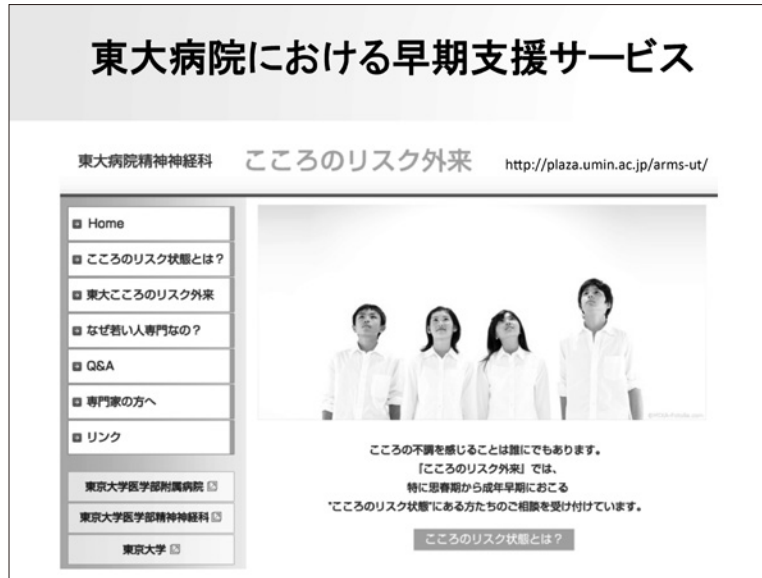 東大病院における早期支援サービス
東大病院精神神経科
こころのリスク外来
http://plaza.umin.ac.jp/arms-ut/
Home
こころのリスク状態とは?
東大こころのリスク外来
なぜ若い人専門なの?
Q&A
専門家の方へ
リンク
東京大学医学部附属病院
東京大学医学部精神神経科
東京大学
こころの不調を感じることは誰にでもあります。
「こころのリスク外来」では、
特に思春期から成年早期におこる
"こころのリスク状態"にある方たちのご相談を受け付けています。
こころのリスク状態とは?